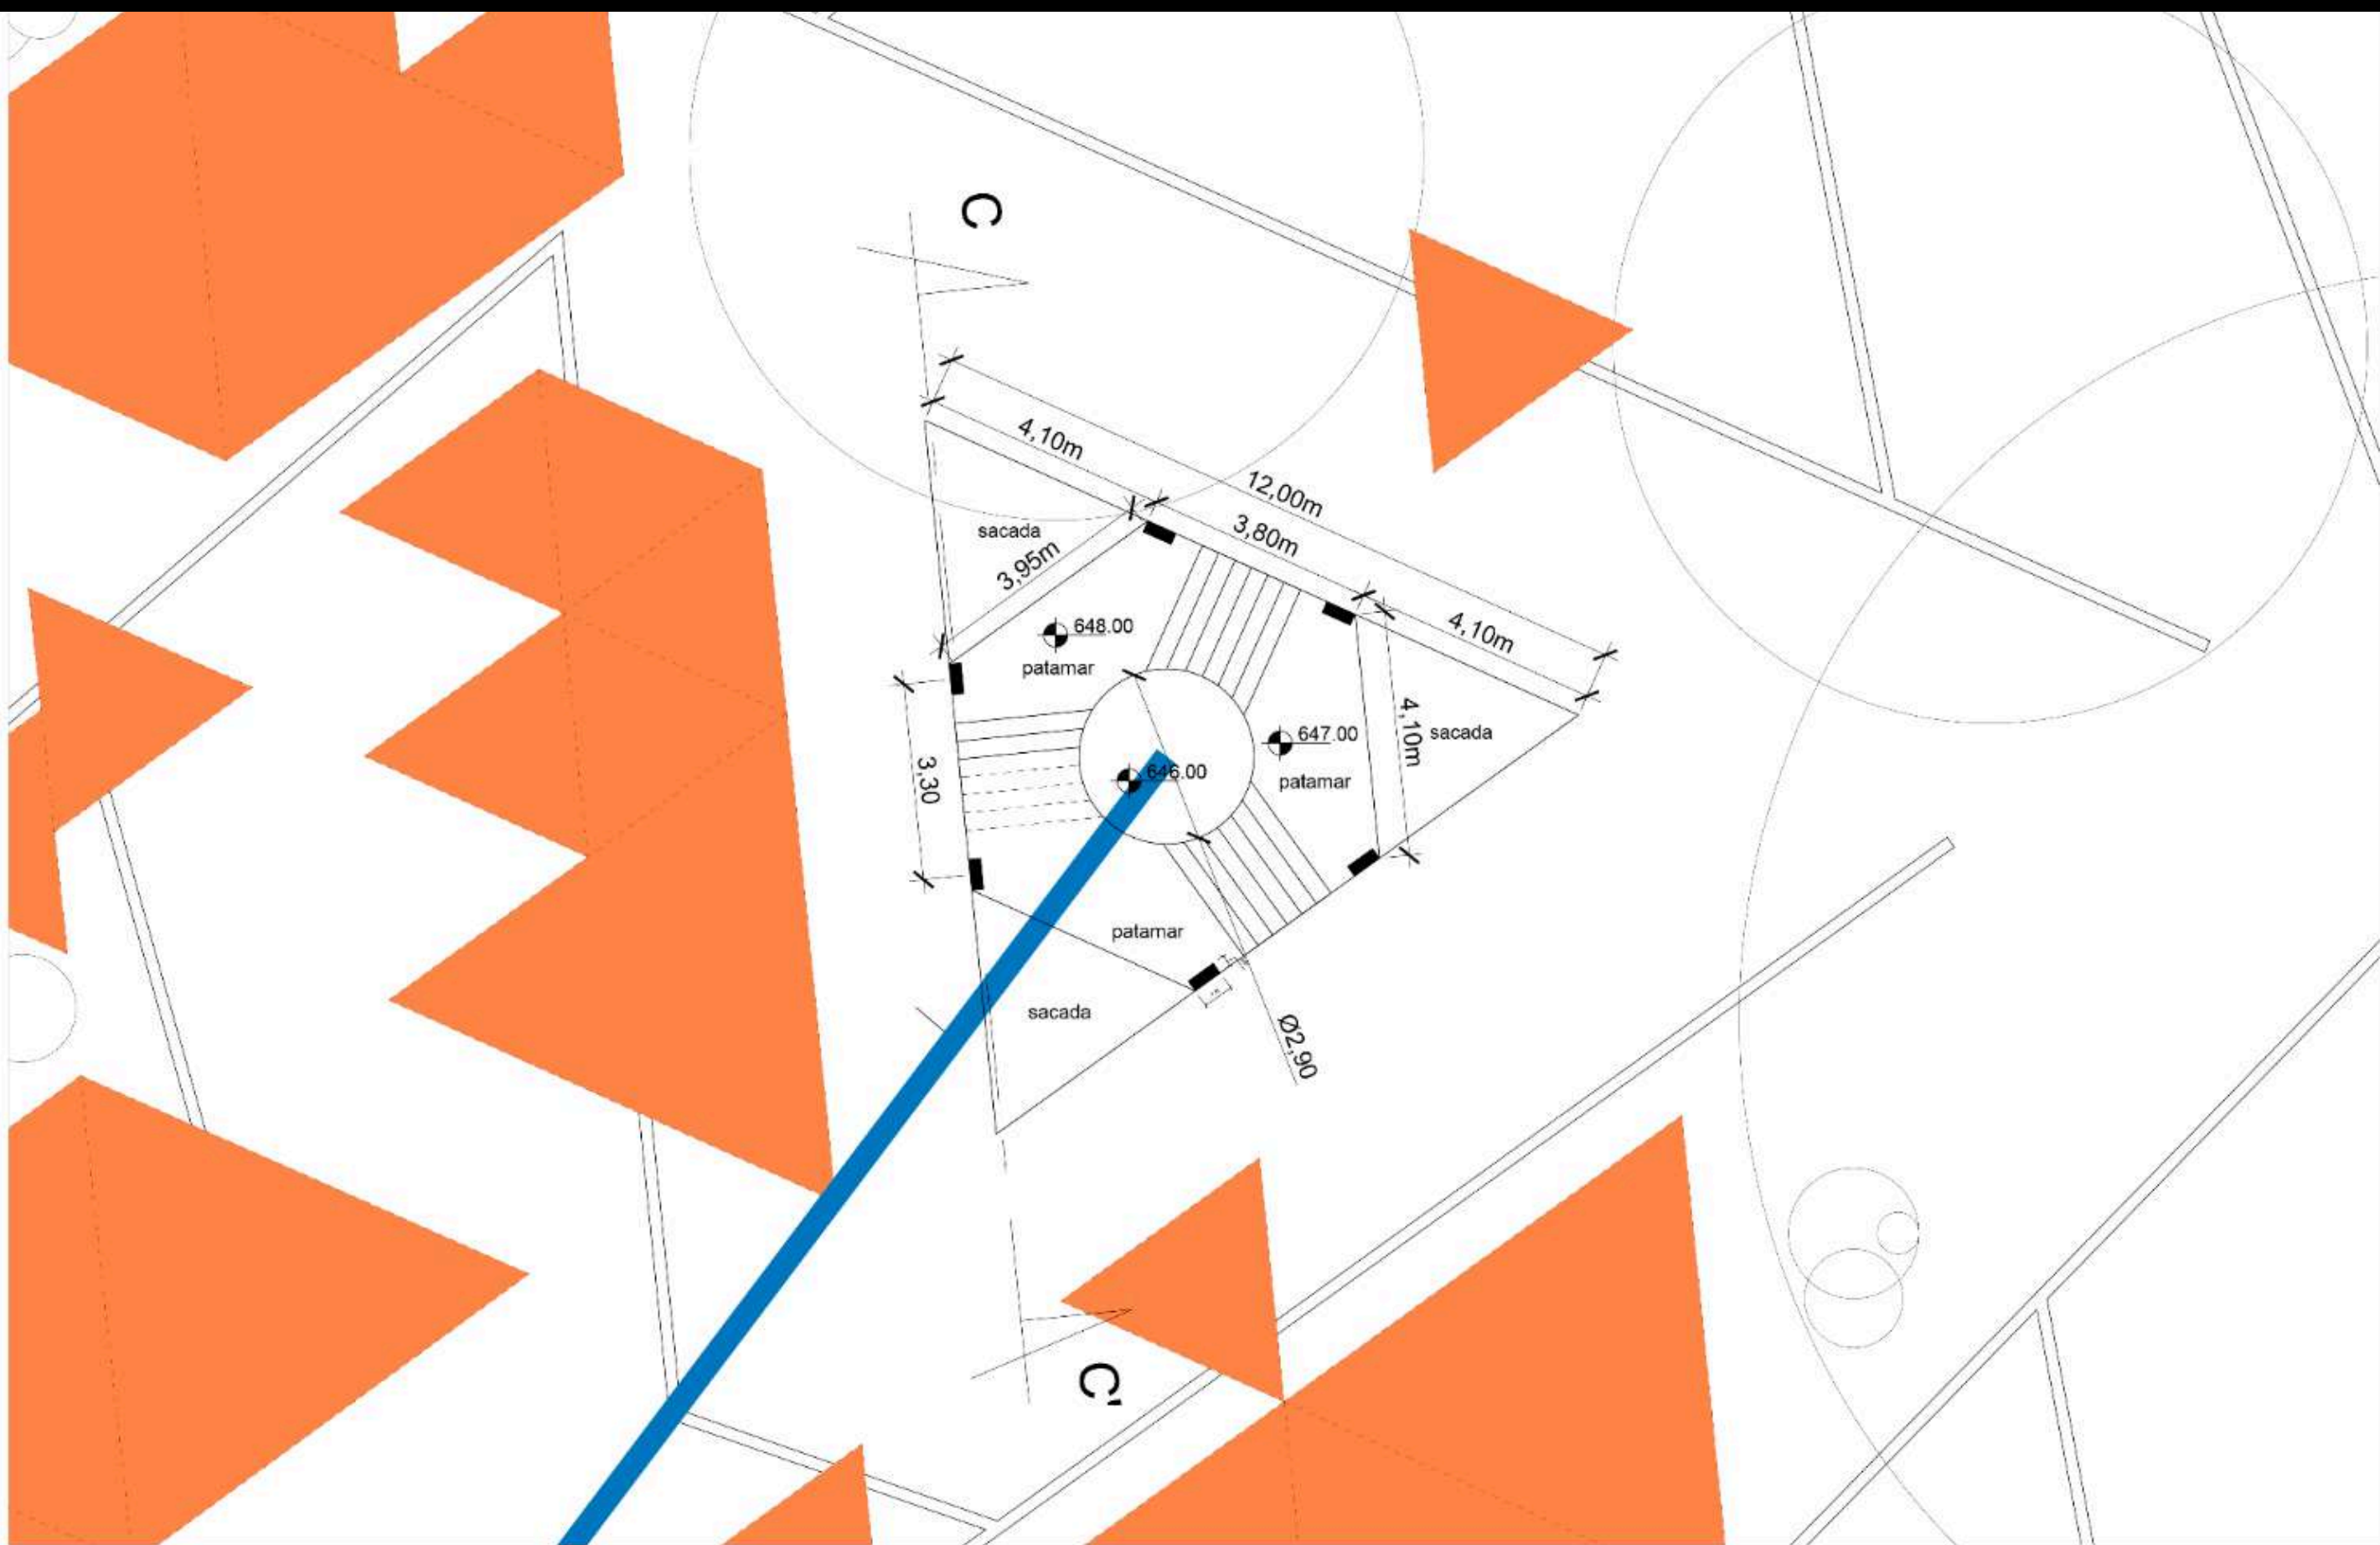 C
4,10m
12,00m
3,80m
sacada
3,95m
648.00
patamar
4,10m
4,10m
sacada
647.00
patamar
646.00
3,30
patamar
sacada
Ø2,90
C'